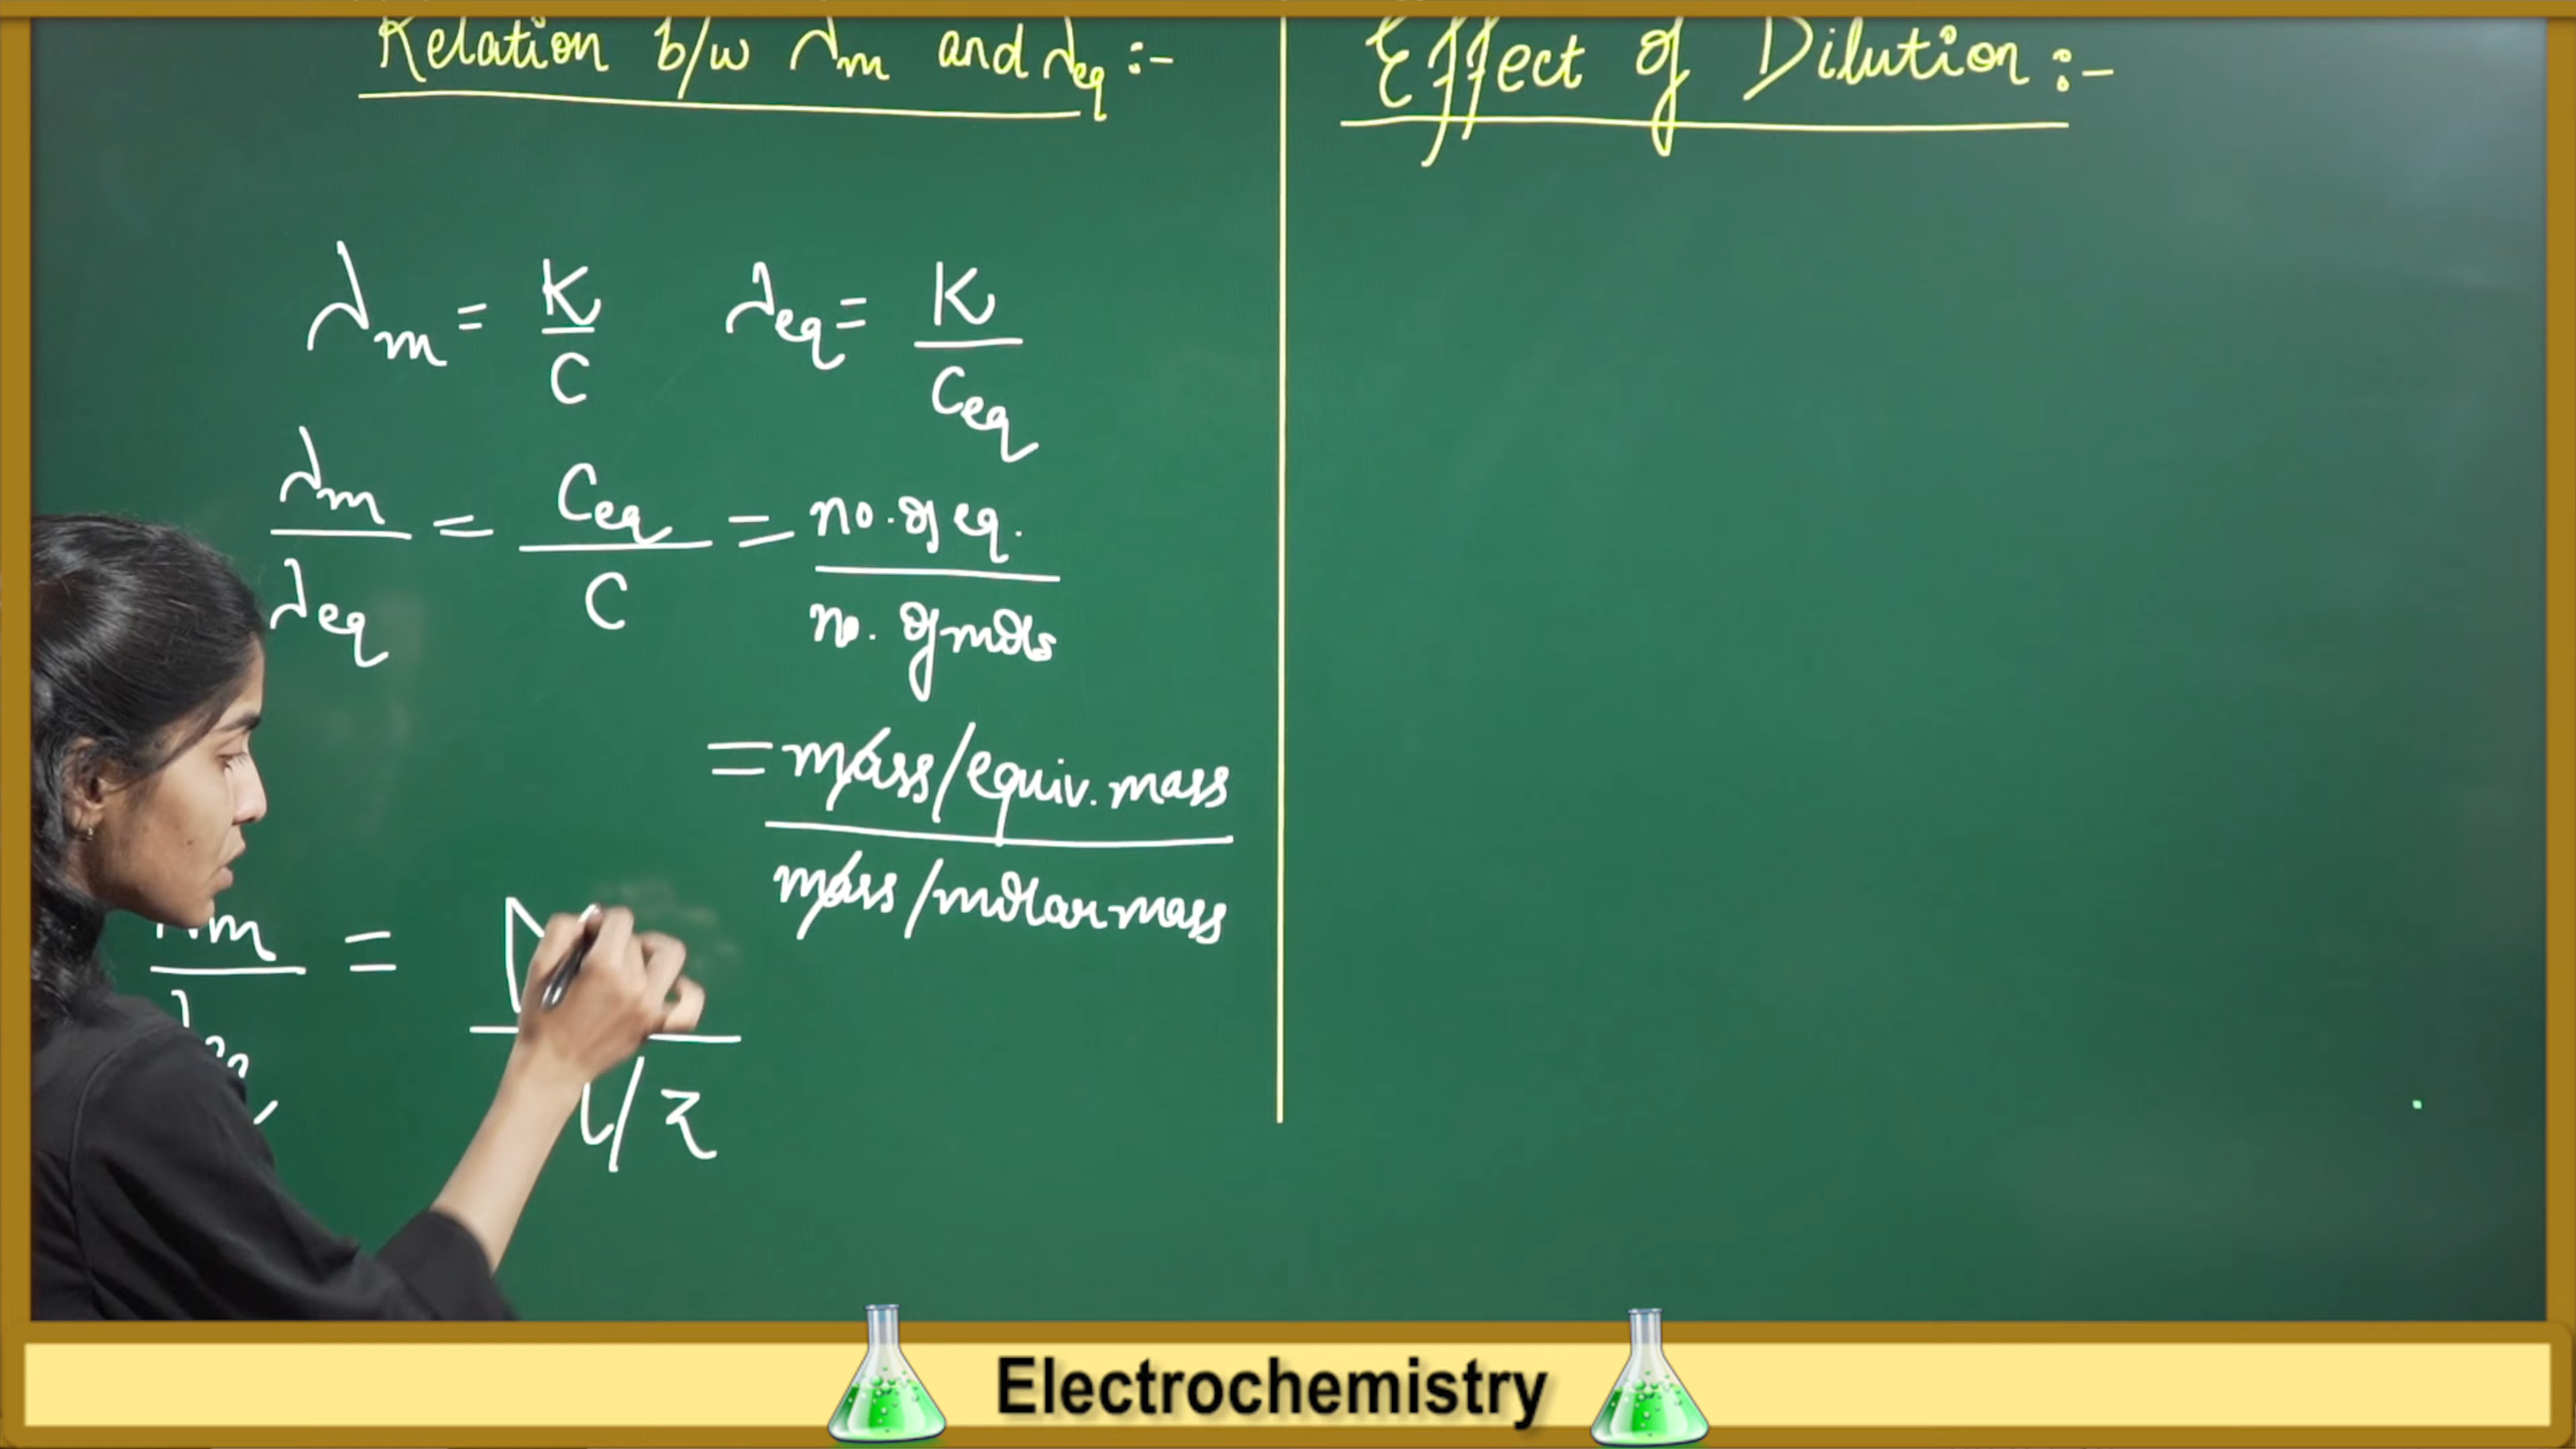 Relation b/w λm and λeq :-
λm = K/C λeq = K/Ceq
λm/λeq = Ceq/C = no. of eq./no. of mols
= mass/equiv. mass
mass/molar mass
m =
/z
Effect of Dilution :-
Electrochemistry